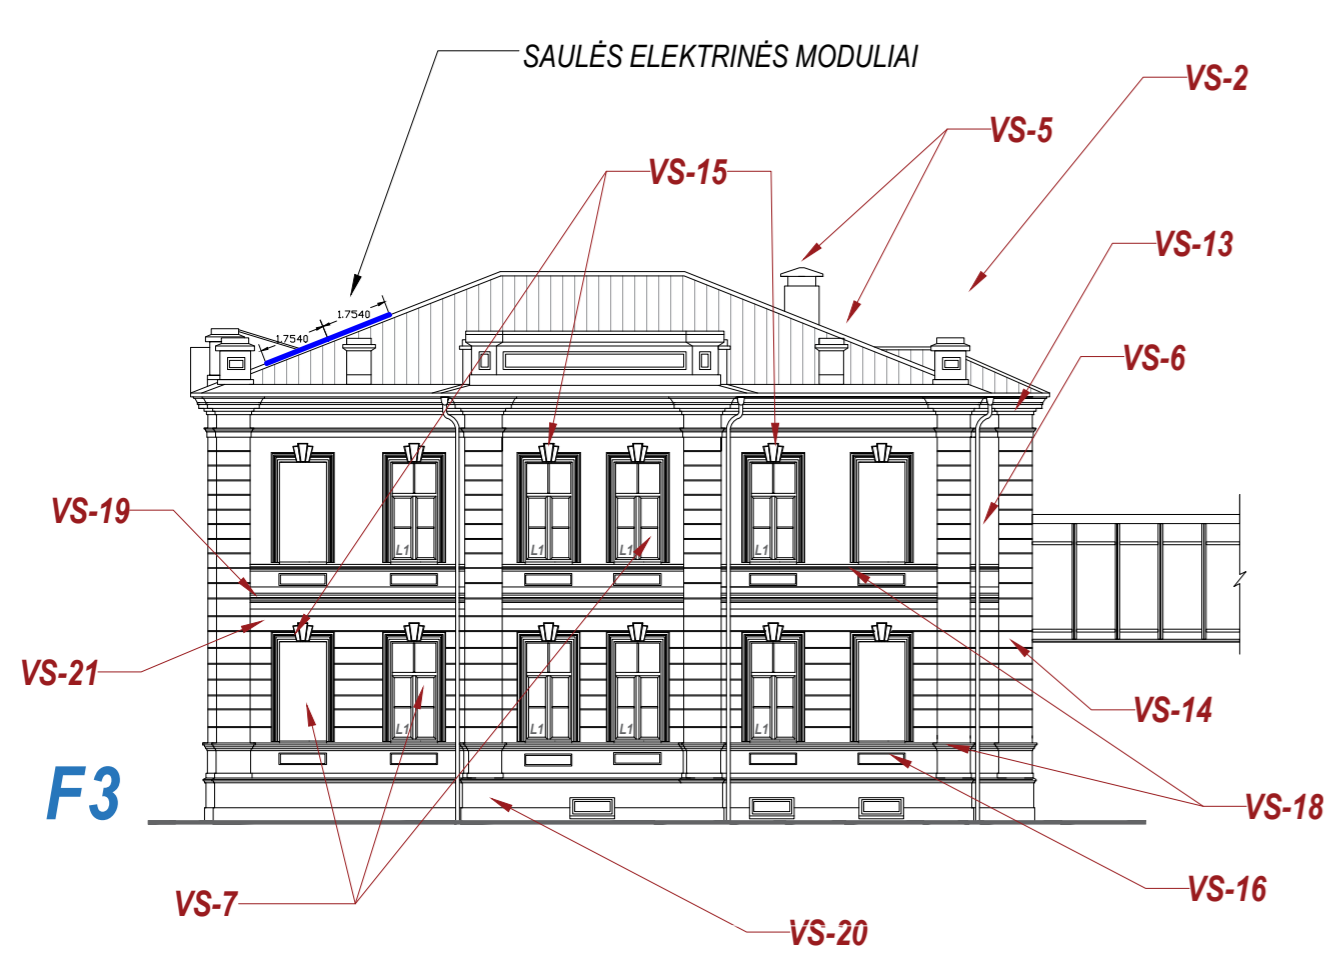 SAULĖS ELEKTRINĖS MODULIAI
VS-2
VS-5
VS-15
VS-13
1.7540
1.7540
VS-6
VS-19
L1
L1
L1
L1
VS-21
VS-14
L1
L1
L1
L1
F3
VS-18
VS-7
VS-16
VS-20